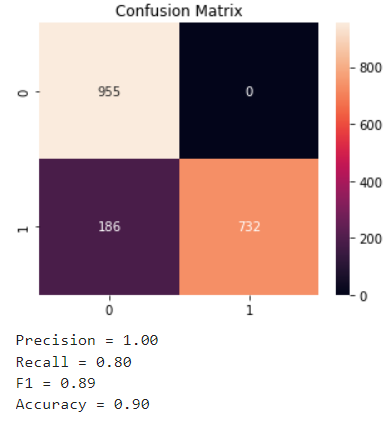 Confusion Matrix
0
955
0
1
186
732
0
1
800
600
400
200
0
Precision = 1.00
Recall = 0.80
F1 = 0.89
Accuracy = 0.90